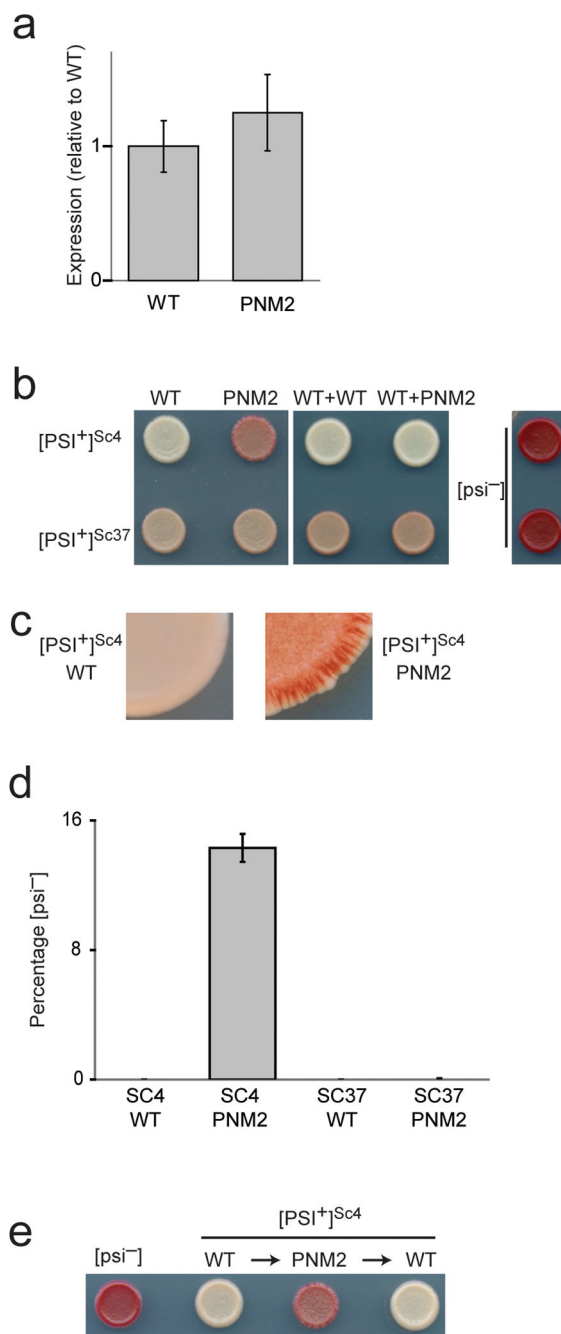 a
Expression (relative to WT)
1
0
WT PNM2
b
WT PNM2 WT+WT WT+PNM2
[PSI⁺]ˢᶜ⁴
[psi⁻]
[PSI⁺]ˢᶜ³⁷
c
[PSI⁺]ˢᶜ⁴
WT
[PSI⁺]ˢᶜ⁴
PNM2
d
Percentage [psi⁻]
16
8
0
SC4 SC4 SC37 SC37
WT PNM2 WT PNM2
e
[PSI⁺]ˢᶜ⁴
[psi⁻] WT → PNM2 → WT